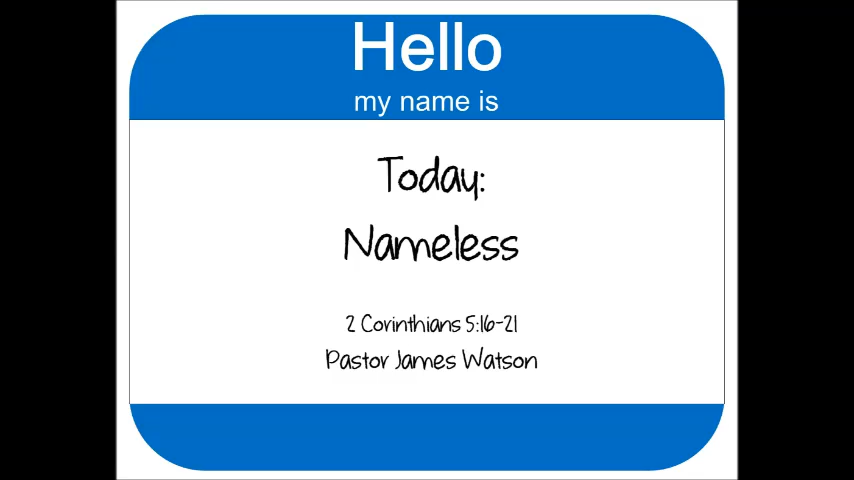 Hello
my name is
Today:
Nameless
2 Corinthians 5:16-21
Pastor James Watson